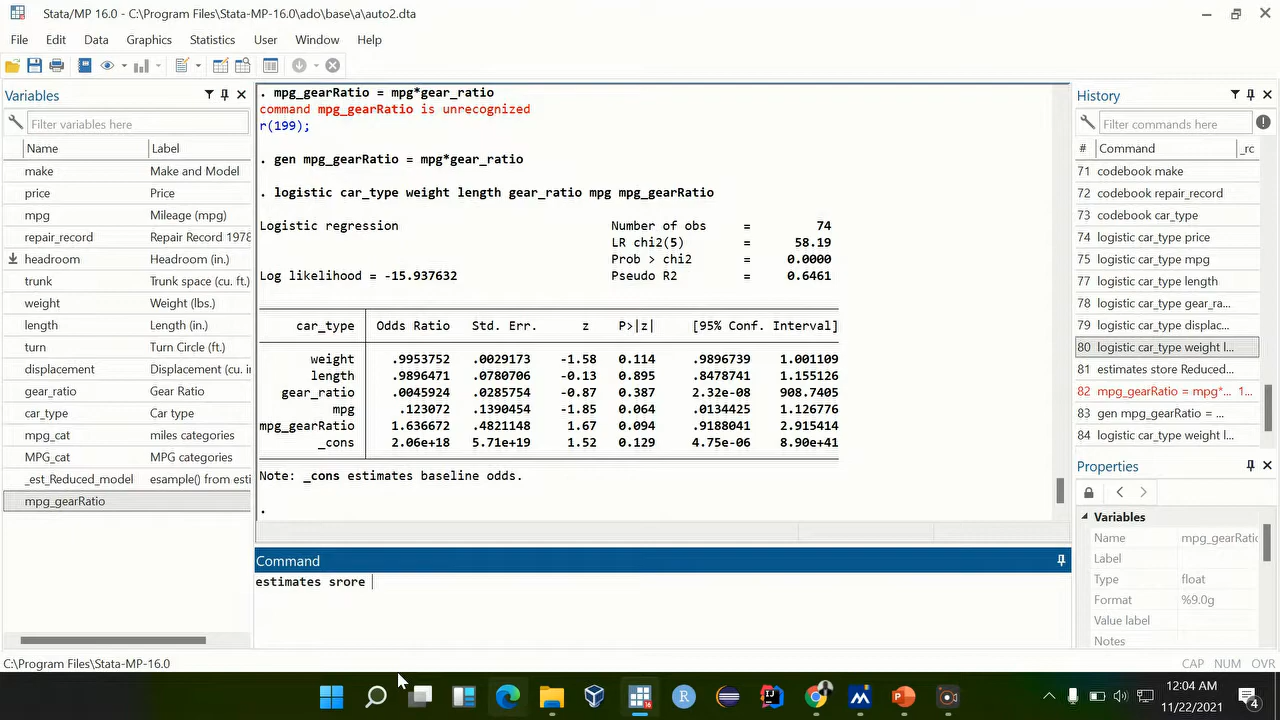 Stata/MP 16.0 - C:\Program Files\Stata-MP-16.0\ado\base\a\auto2.dta
File Edit Data Graphics Statistics User Window Help
Variables
Filter variables here
Name Label
make Make and Model
price Price
mpg Mileage (mpg)
repair_record Repair Record 1978
headroom Headroom (in.)
trunk Trunk space (cu. ft.)
weight Weight (lbs.)
length Length (in.)
turn Turn Circle (ft.)
displacement Displacement (cu. in
gear_ratio Gear Ratio
car_type Car type
mpg_cat miles categories
MPG_cat MPG categories
_est_Reduced_model esample() from esti
mpg_gearRatio
. mpg_gearRatio = mpg*gear_ratio
command mpg_gearRatio is unrecognized
r(199);
. gen mpg_gearRatio = mpg*gear_ratio
. logistic car_type weight length gear_ratio mpg mpg_gearRatio
Logistic regression Number of obs = 74
LR chi2(5) = 58.19
Prob > chi2 = 0.0000
Log likelihood = -15.937632 Pseudo R2 = 0.6461
car_type Odds Ratio Std. Err. z P>|z| [95% Conf. Interval]
weight .9953752 .0029173 -1.58 0.114 .9896739 1.001109
length .9896471 .0780706 -0.13 0.895 .8478741 1.155126
gear_ratio .0045924 .0285754 -0.87 0.387 2.32e-08 908.7405
mpg .123072 .1390454 -1.85 0.064 .0134425 1.126776
mpg_gearRatio 1.636672 .4821148 1.67 0.094 .9188041 2.915414
_cons 2.06e+18 5.71e+19 1.52 0.129 4.75e-06 8.90e+41
Note: _cons estimates baseline odds.
.
Command
estimates srore
History
Filter commands here
# Command _rc
71 codebook make
72 codebook repair_record
73 codebook car_type
74 logistic car_type price
75 logistic car_type mpg
77 logistic car_type length
78 logistic car_type gear_ra...
79 logistic car_type displac...
80 logistic car_type weight l...
81 estimates store Reduced...
82 mpg_gearRatio = mpg*... 1...
83 gen mpg_gearRatio = ...
84 logistic car_type weight l...
Properties
Variables
Name mpg_gearRatic
Label
Type float
Format %9.0g
Value label
Notes
C:\Program Files\Stata-MP-16.0
CAP NUM OVR
12:04 AM
11/22/2021
4